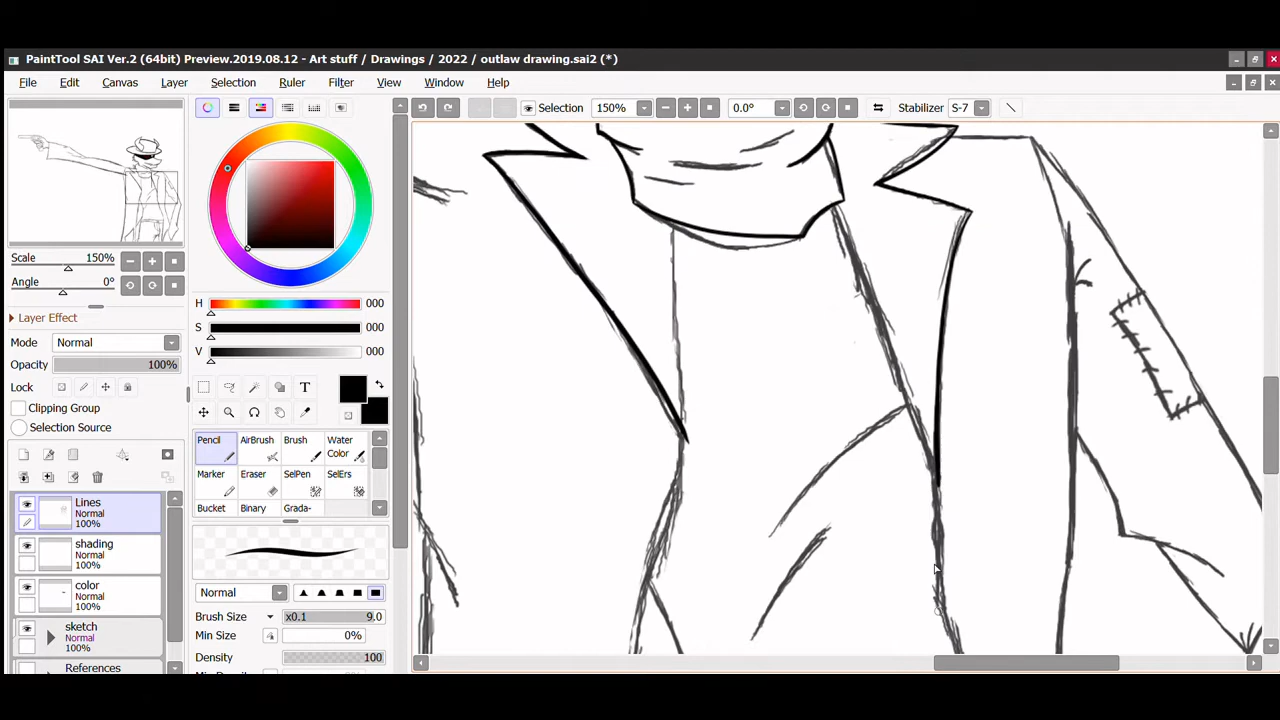 PaintTool SAI Ver.2 (64bit) Preview.2019.08.12 - Art stuff / Drawings / 2022 / outlaw drawing.sai2 (*)
File Edit Canvas Layer Selection Ruler Filter View Window Help
Selection 150% 0.0° Stabilizer S-7
Scale 150%
Angle 0°
Layer Effect
Mode Normal
Opacity 100%
Lock
Clipping Group
Selection Source
Lines
Normal
100%
shading
Normal
100%
color
Normal
100%
sketch
Normal
100%
References
H 000
S 000
V 000
T
Pencil AirBrush Brush Water Color
Marker Eraser SelPen SelErs
Bucket Binary Grada-
Normal
Brush Size x0.1 9.0
Min Size 0%
Density 100